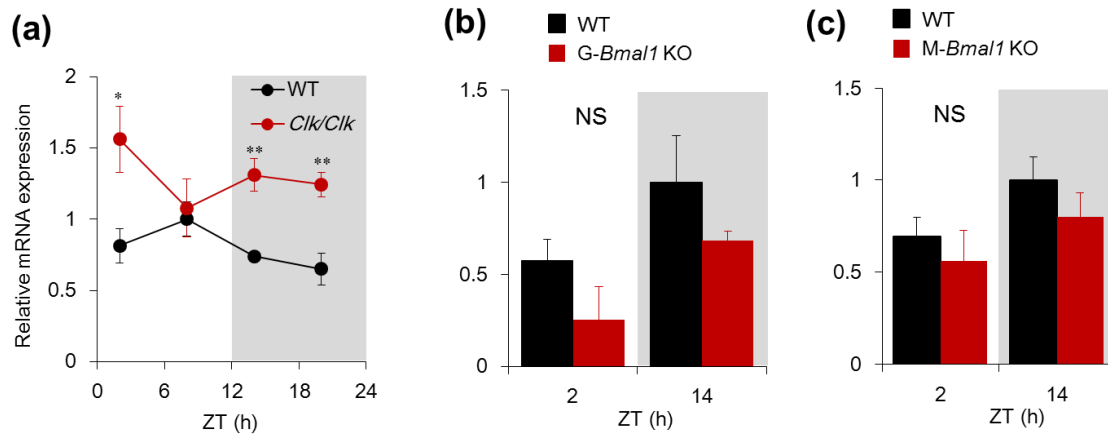 (a)
Relative mRNA expression
2
1.5
1
0.5
0
*
**
**
WT
Clk/Clk
0 6 12 18 24
ZT (h)
(b)
WT
G-Bmal1 KO
1.5
1
0.5
0
NS
2 14
ZT (h)
(c)
WT
M-Bmal1 KO
1.5
1
0.5
0
NS
2 14
ZT (h)